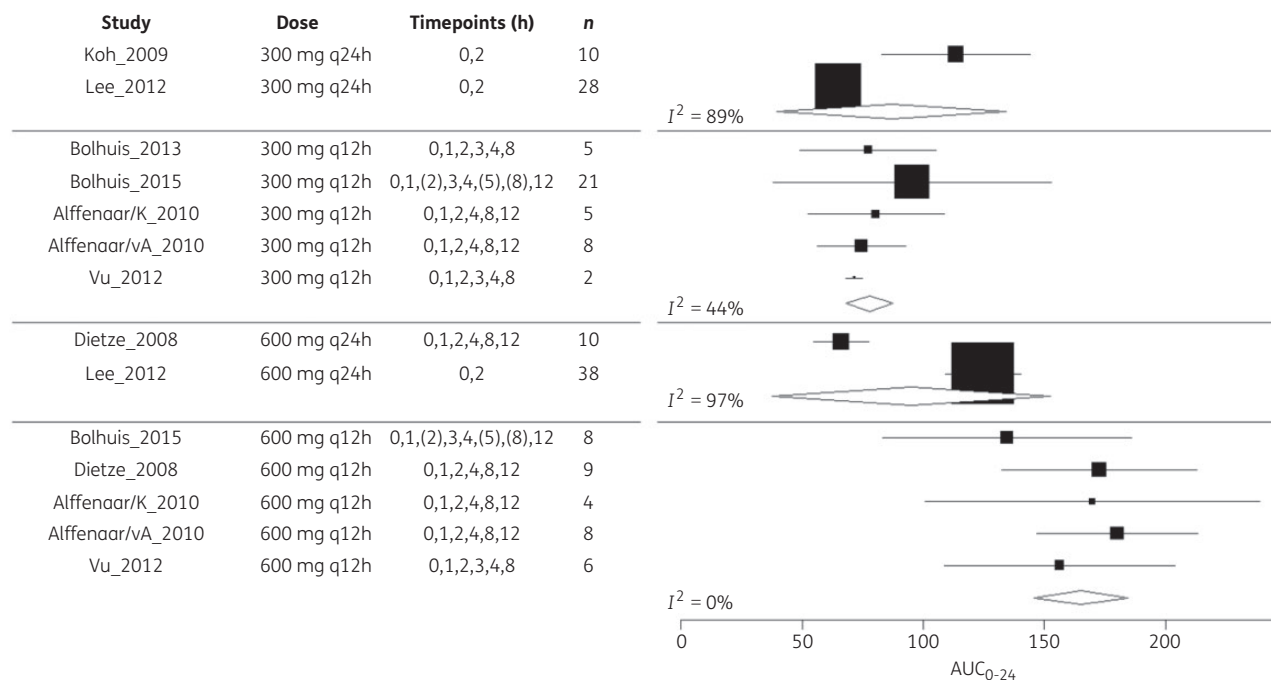 Study Dose Timepoints (h) n
Koh_2009 300 mg q24h 0,2 10
Lee_2012 300 mg q24h 0,2 28
I² = 89%
Bolhuis_2013 300 mg q12h 0,1,2,3,4,8 5
Bolhuis_2015 300 mg q12h 0,1,(2),3,4,(5),(8),12 21
Alffenaar/K_2010 300 mg q12h 0,1,2,4,8,12 5
Alffenaar/vA_2010 300 mg q12h 0,1,2,4,8,12 8
Vu_2012 300 mg q12h 0,1,2,3,4,8 2
I² = 44%
Dietze_2008 600 mg q24h 0,1,2,4,8,12 10
Lee_2012 600 mg q24h 0,2 38
I² = 97%
Bolhuis_2015 600 mg q12h 0,1,(2),3,4,(5),(8),12 8
Dietze_2008 600 mg q12h 0,1,2,4,8,12 9
Alffenaar/K_2010 600 mg q12h 0,1,2,4,8,12 4
Alffenaar/vA_2010 600 mg q12h 0,1,2,4,8,12 8
Vu_2012 600 mg q12h 0,1,2,3,4,8 6
I² = 0%
0 50 100 150 200
AUC₀₋₂₄